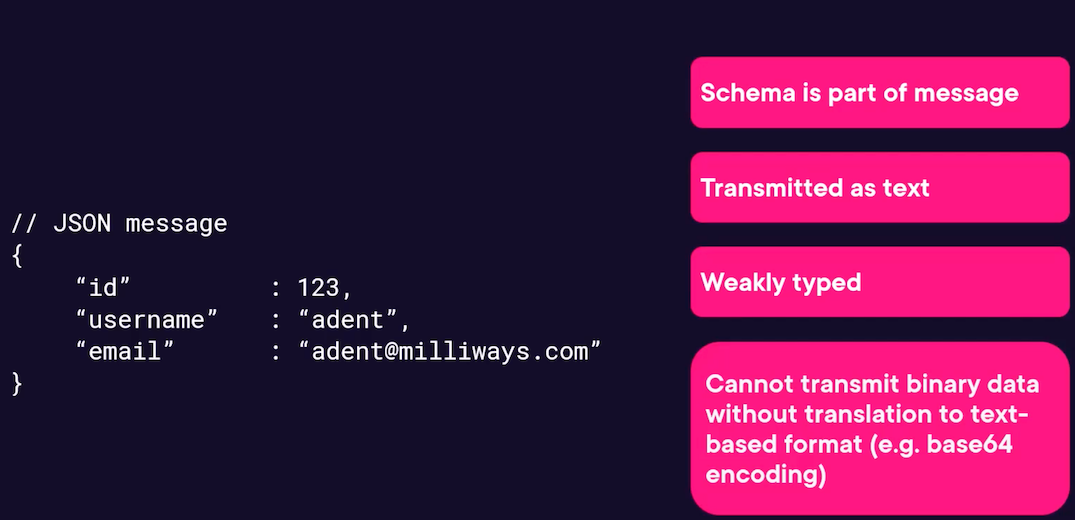 // JSON message
{
“id” : 123,
“username” : “adent”,
“email” : “adent@milliways.com”
}
Schema is part of message
Transmitted as text
Weakly typed
Cannot transmit binary data
without translation to text-
based format (e.g. base64
encoding)